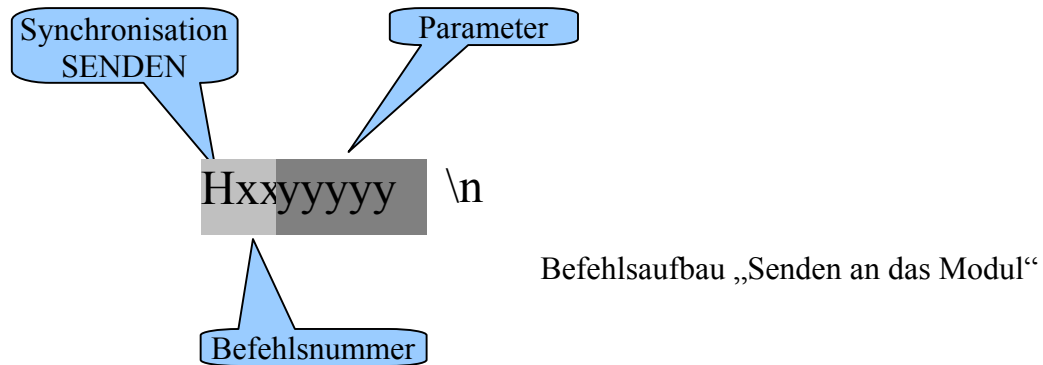 Synchronisation
SENDEN
Parameter
Hxxyyyyy \n
Befehlsaufbau „Senden an das Modul“
Befehlsnummer